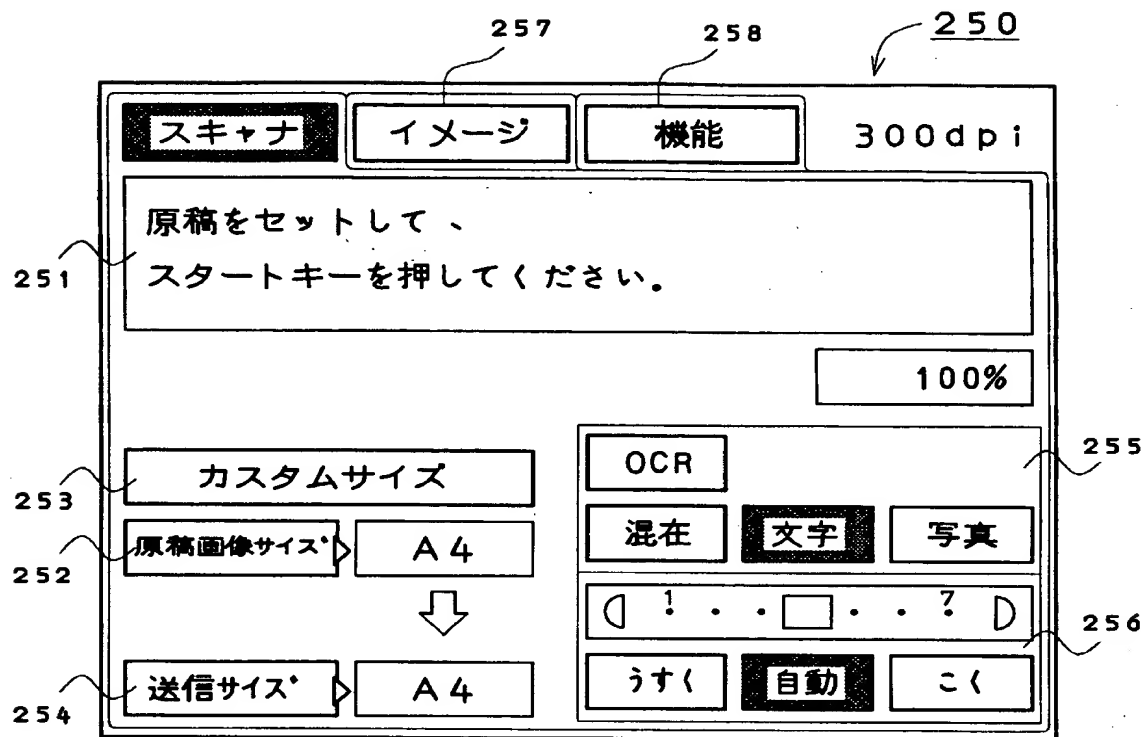 250
257
258
スキャナ イメージ 機能 300dpi
251
原稿をセットして、
スタートキーを押してください。
100%
255
OCR
253
カスタムサイズ
混在 文字 写真
252
原稿画像サイズ A4
1 7
256
うすく 自動 こく
254
送信サイズ A4